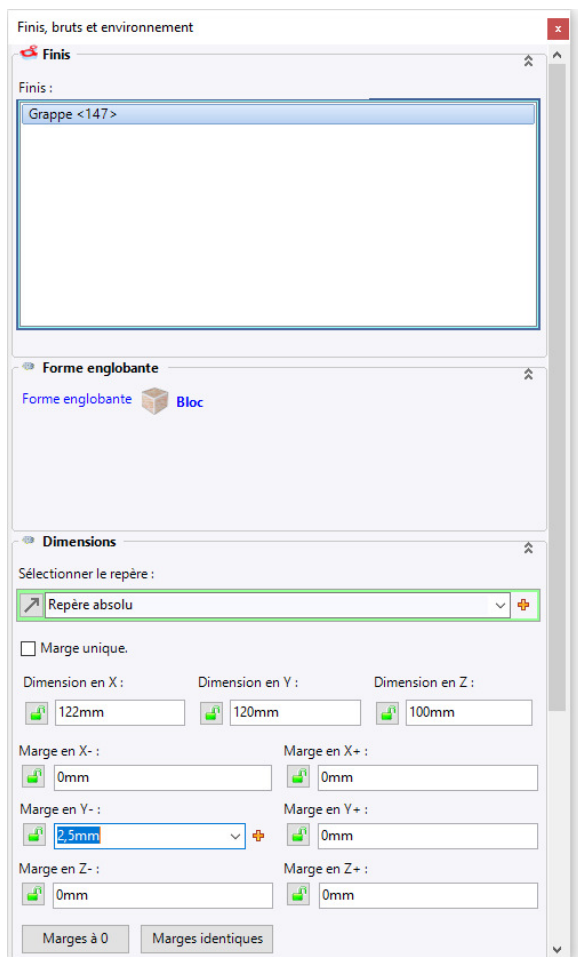 Finis, bruts et environnement
x
Finis
Finis :
Grappe <147>
Forme englobante
Forme englobante Bloc
Dimensions
Sélectionner le repère :
Repère absolu
Marge unique.
Dimension en X : Dimension en Y : Dimension en Z :
122mm 120mm 100mm
Marge en X- : Marge en X+ :
0mm 0mm
Marge en Y- : Marge en Y+ :
2,5mm 0mm
Marge en Z- : Marge en Z+ :
0mm 0mm
Marges à 0 Marges identiques